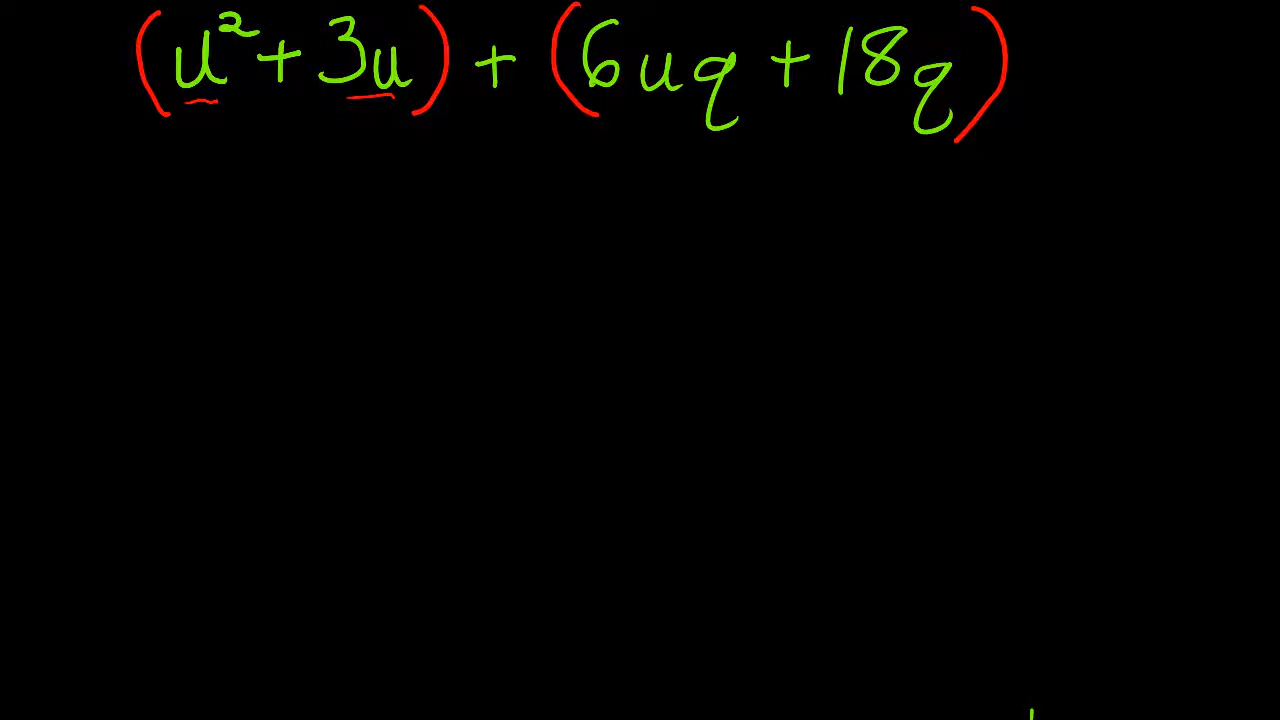 (u² + 3u) + (6uq + 18q)